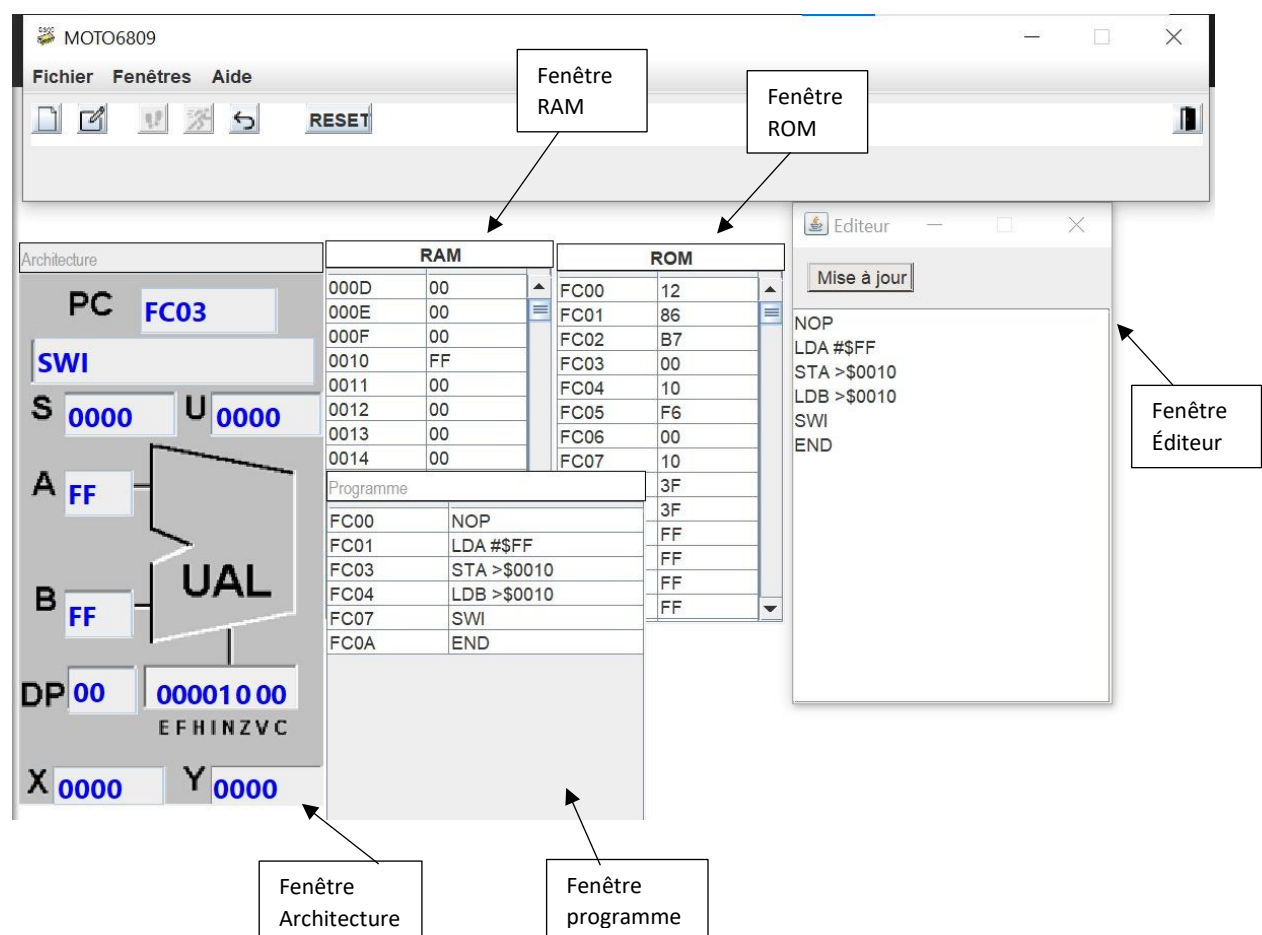 MOTO6809
Fichier Fenêtres Aide
RESET
Fenêtre
RAM
Fenêtre
ROM
Architecture
PC FC03
SWI
S 0000 U 0000
A FF
UAL
B FF
DP 00 00001000
EFHINZVC
X 0000 Y 0000
RAM
000D 00
000E 00
000F 00
0010 FF
0011 00
0012 00
0013 00
0014 00
ROM
FC00 12
FC01 86
FC02 B7
FC03 00
FC04 10
FC05 F6
FC06 00
FC07 10
3F
3F
FF
FF
FF
FF
Programme
FC00 NOP
FC01 LDA #$FF
FC03 STA >$0010
FC04 LDB >$0010
FC07 SWI
FC0A END
Editeur
Mise à jour
NOP
LDA #$FF
STA >$0010
LDB >$0010
SWI
END
Fenêtre
Éditeur
Fenêtre
Architecture
Fenêtre
programme